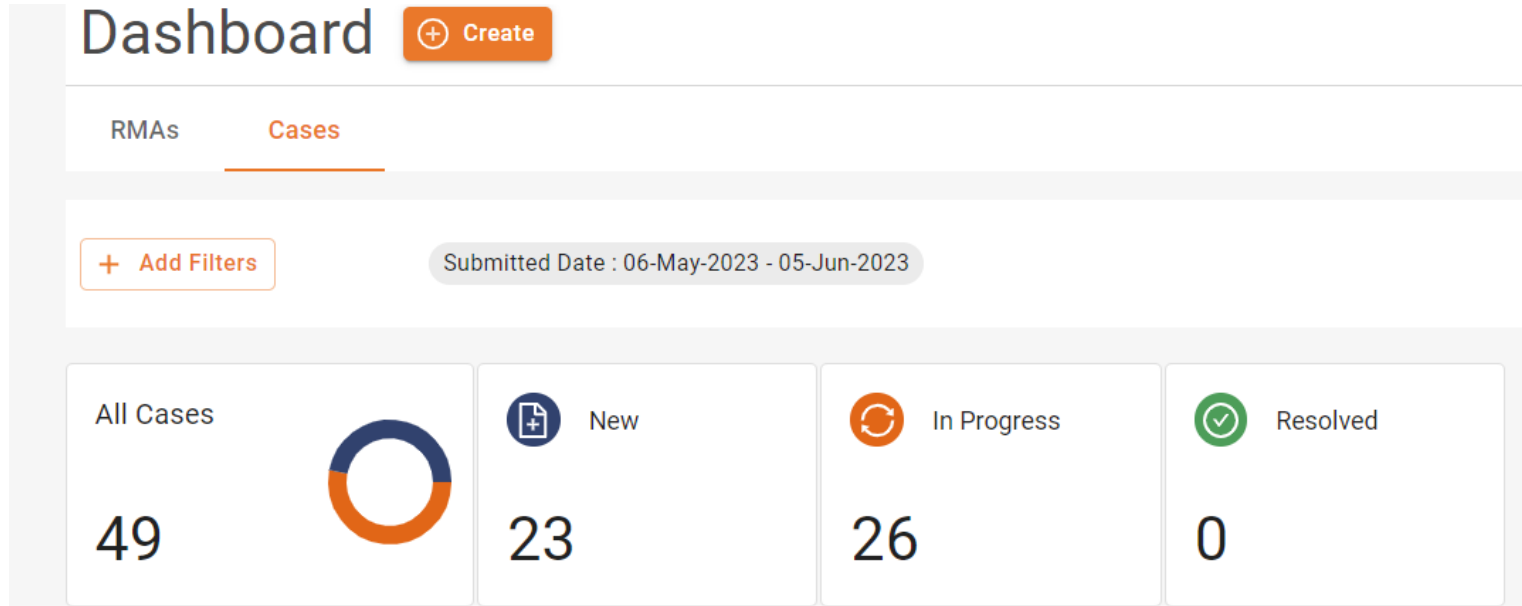 Dashboard
Create
RMAs Cases
Add Filters
Submitted Date : 06-May-2023 - 05-Jun-2023
All Cases
49
New
23
In Progress
26
Resolved
0